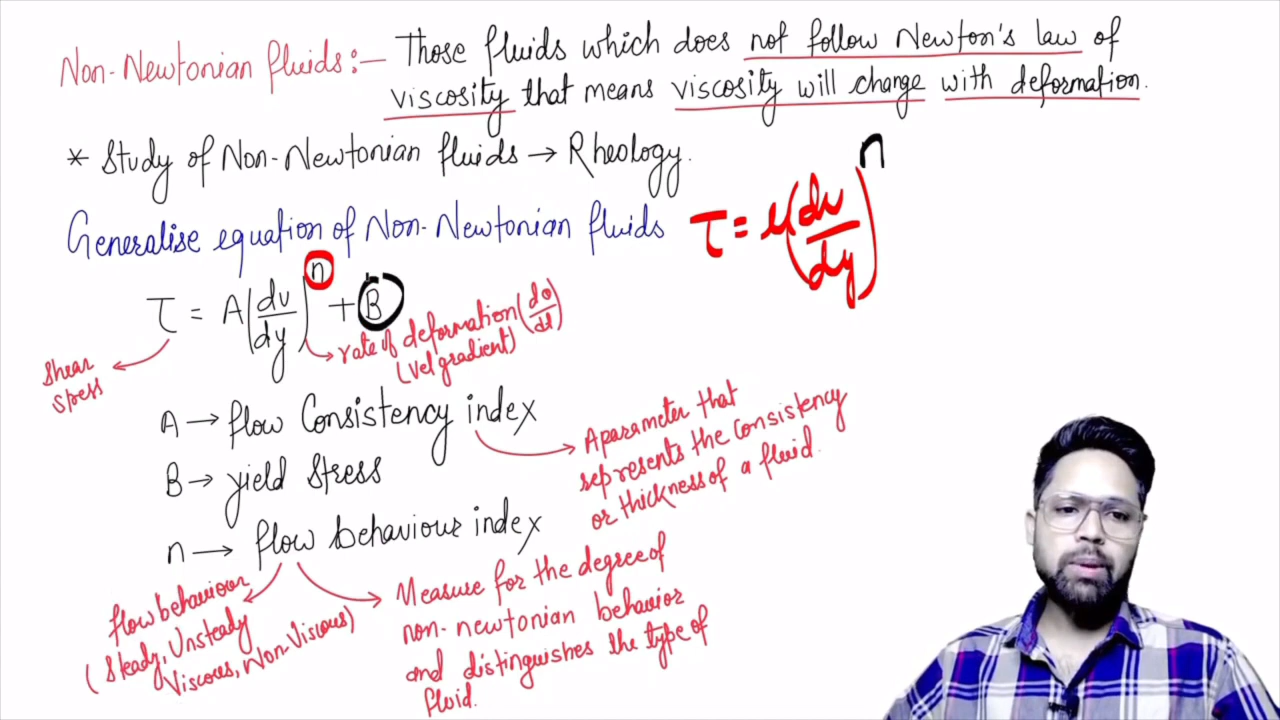 Non-Newtonian fluids:- Those fluids which does not follow Newton's law of
viscosity that means viscosity will change with deformation.
* Study of Non-Newtonian fluids → Rheology.
Generalise equation of Non-Newtonian fluids
τ = μ(du/dy)^n
τ = A(du/dy)^n + B
shear
stress
rate of deformation (dθ/dt)
(vel gradient)
A → flow Consistency index
A parameter that
represents the consistency
or thickness of a fluid.
B → yield stress
n → flow behaviour index
flow behaviour
(Steady, Unsteady
Viscous, Non-Viscous)
Measure for the degree of
non-newtonian behavior
and distinguishes the type of
fluid.